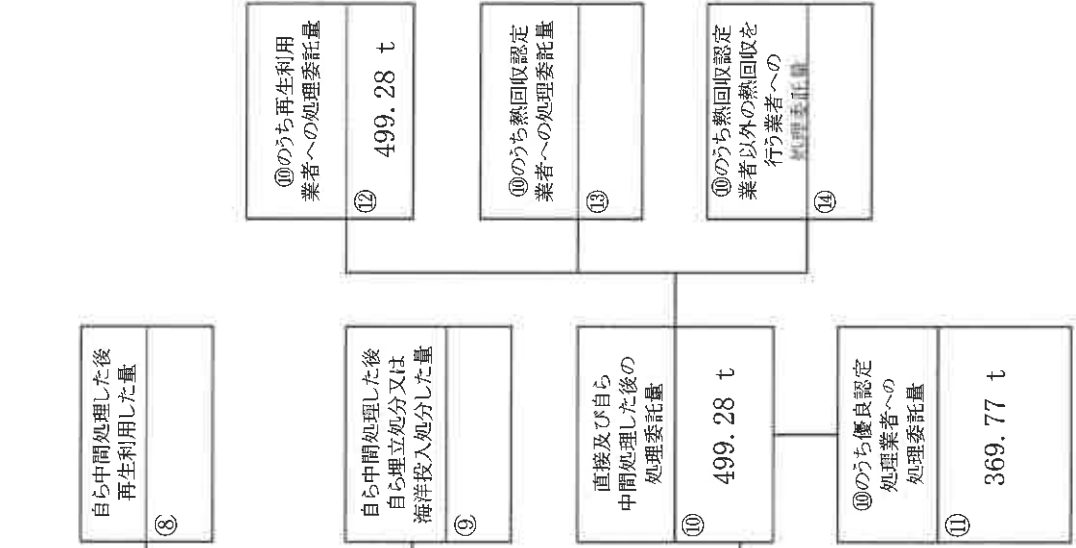 自ら中間処理した後
再生利用した量
⑧
自ら中間処理した後
自ら埋立処分又は
海洋投入処分した量
⑨
直接及び自ら
中間処理した後の
処理委託量
⑩
499.28 t
⑩のうち優良認定
処理業者への
処理委託量
⑪
369.77 t
⑩のうち再生利用
業者への処理委託量
⑫
499.28 t
⑩のうち熱回収認定
業者への処理委託量
⑬
⑩のうち熱回収認定
業者以外の熱回収を
行う業者への
処理委託量
⑭